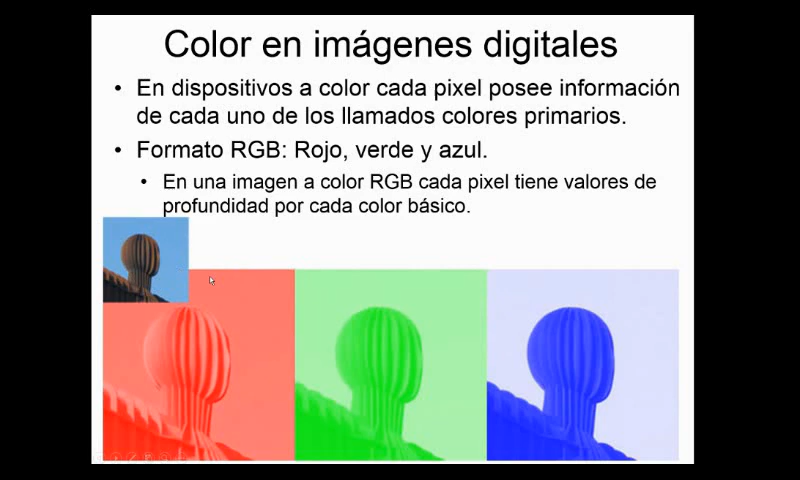 Color en imágenes digitales
• En dispositivos a color cada pixel posee información
de cada uno de los llamados colores primarios.
• Formato RGB: Rojo, verde y azul.
• En una imagen a color RGB cada pixel tiene valores de
profundidad por cada color básico.